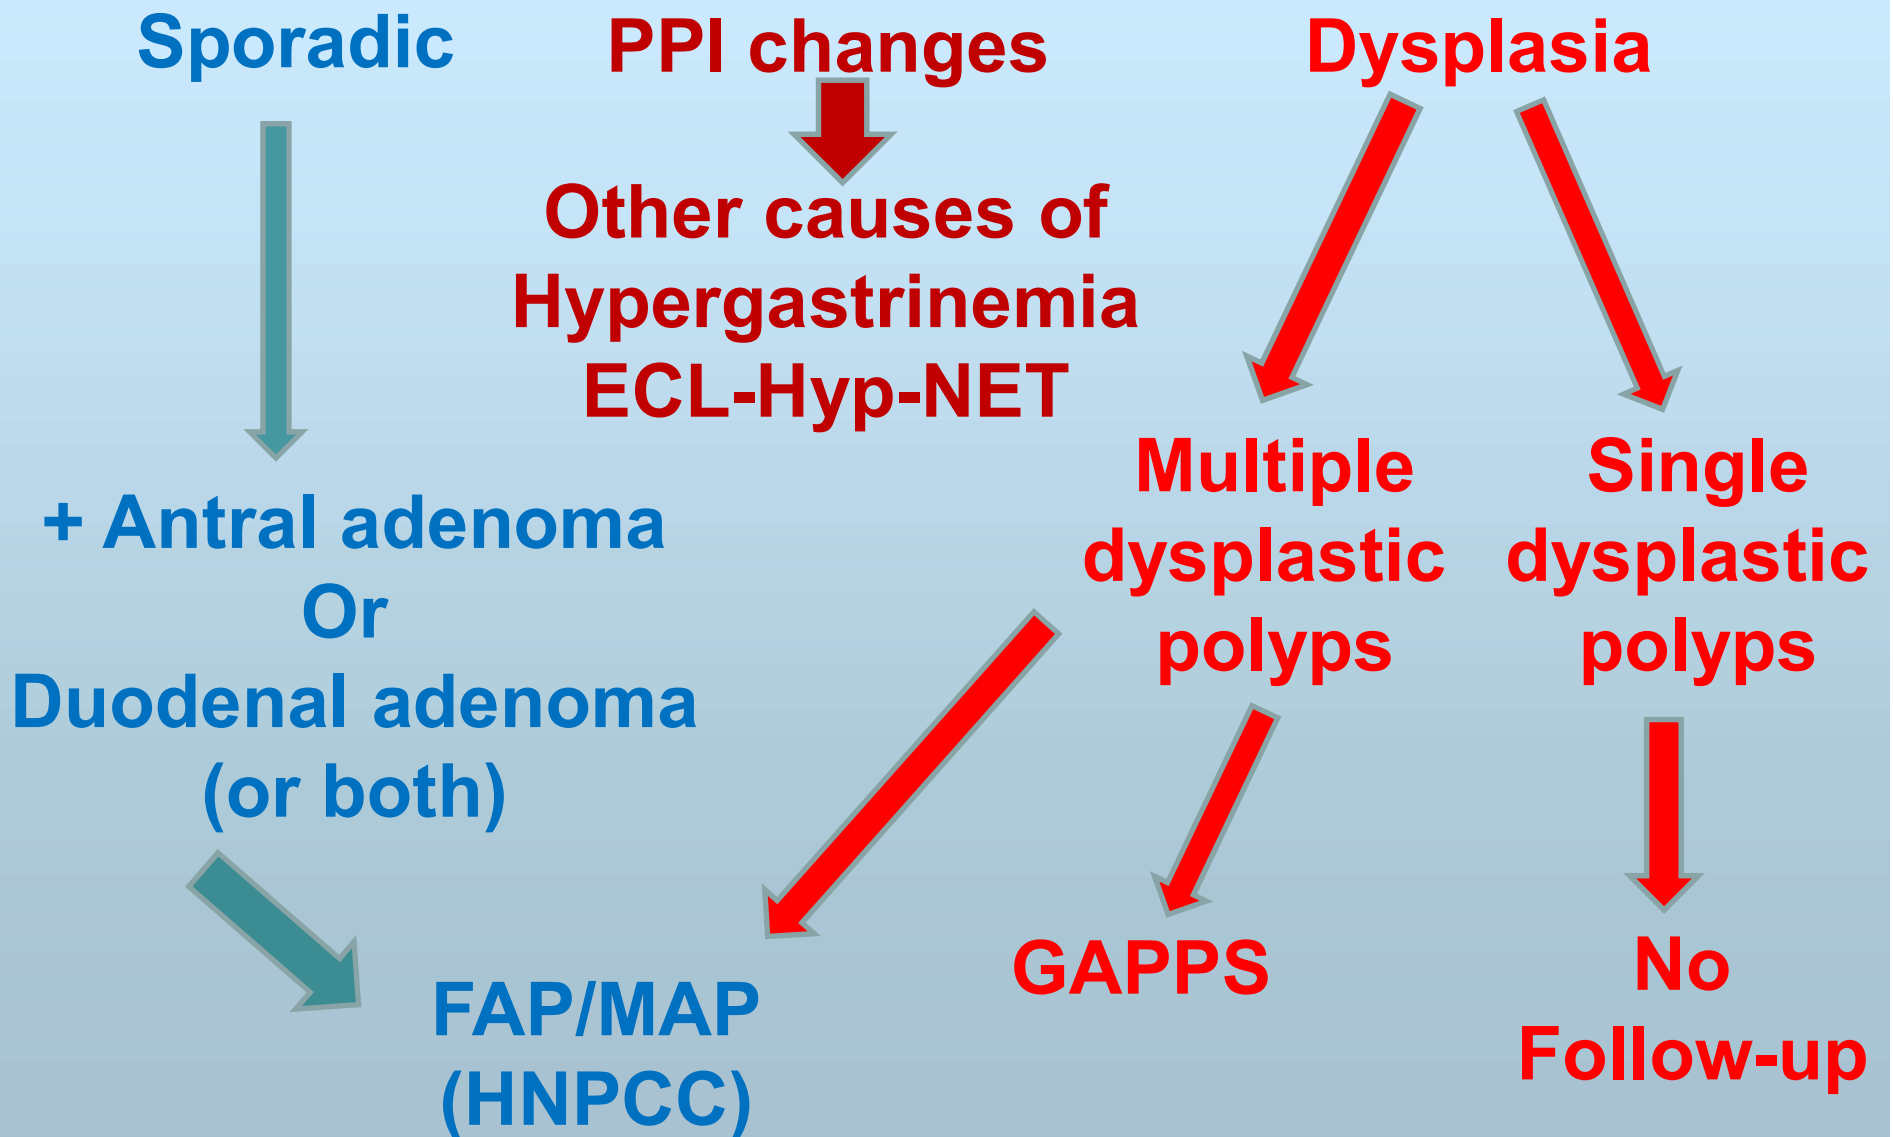 Sporadic
PPI changes
Dysplasia
Other causes of
Hypergastrinemia
ECL-Hyp-NET
+ Antral adenoma
Or
Duodenal adenoma
(or both)
Multiple
dysplastic
polyps
Single
dysplastic
polyps
FAP/MAP
(HNPCC)
GAPPS
No
Follow-up